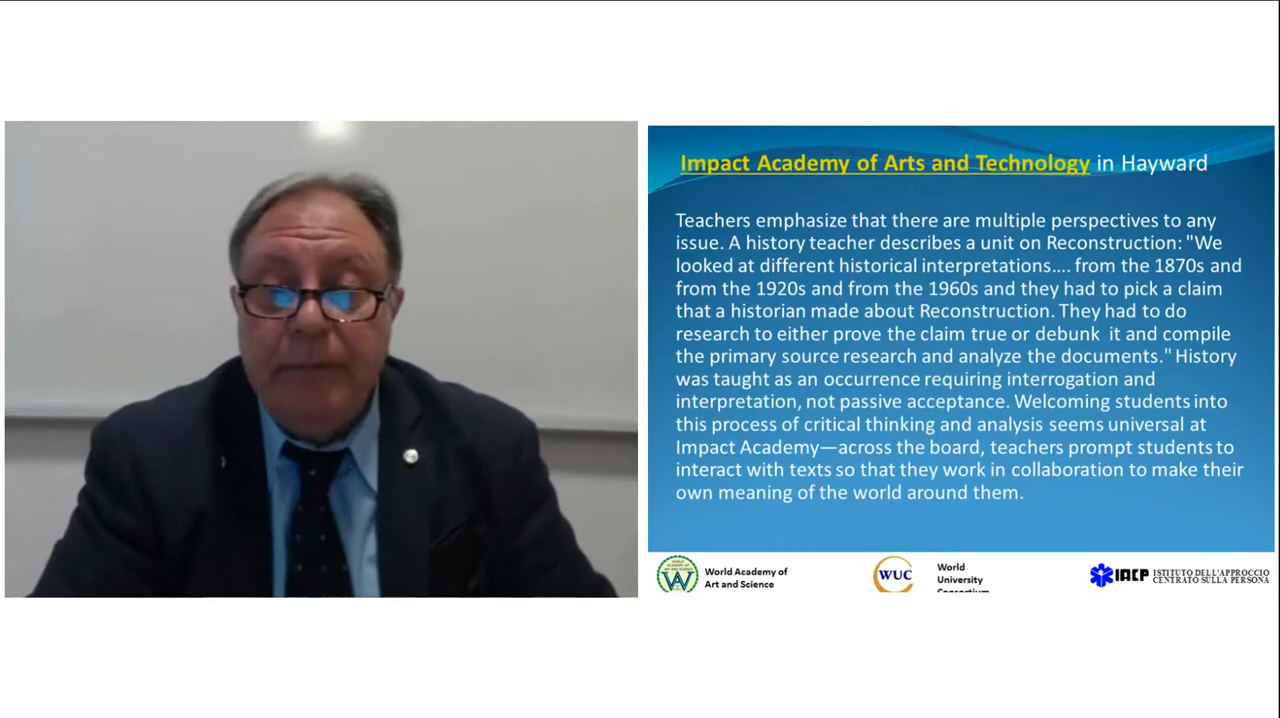 Impact Academy of Arts and Technology in Hayward
Teachers emphasize that there are multiple perspectives to any
issue. A history teacher describes a unit on Reconstruction: "We
looked at different historical interpretations.... from the 1870s and
from the 1920s and from the 1960s and they had to pick a claim
that a historian made about Reconstruction. They had to do
research to either prove the claim true or debunk  it and compile
the primary source research and analyze the documents." History
was taught as an occurrence requiring interrogation and
interpretation, not passive acceptance. Welcoming students into
this process of critical thinking and analysis seems universal at
Impact Academy—across the board, teachers prompt students to
interact with texts so that they work in collaboration to make their
own meaning of the world around them.
World Academy of
Art and Science
WUC
World
University
Consortium
IACP
ISTITUTO DELL'APPROCCIO
CENTRATO SULLA PERSONA